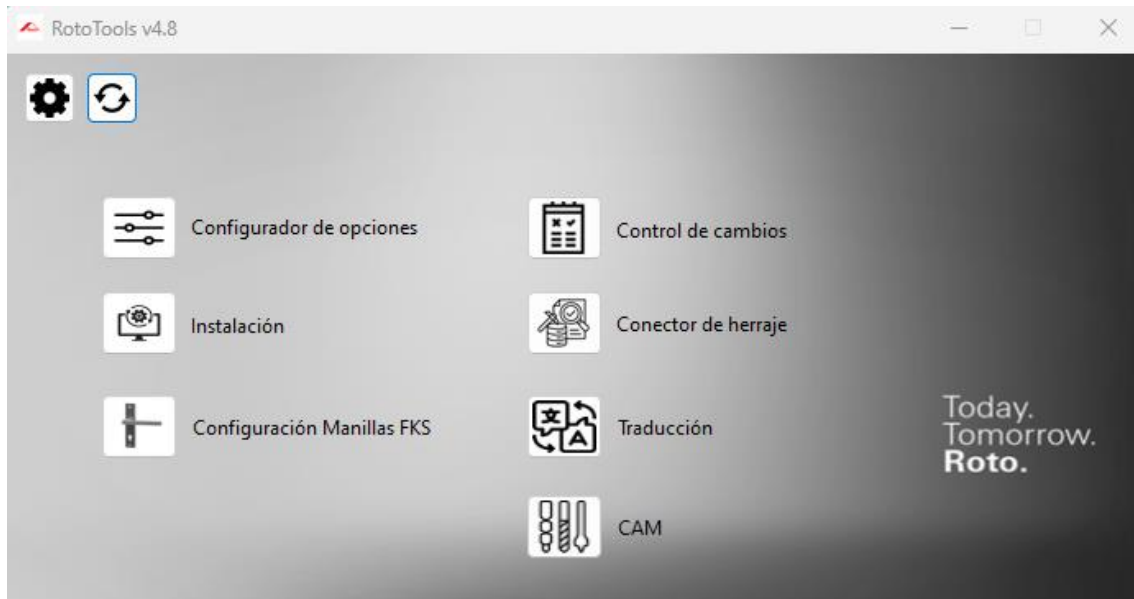 RotoTools v4.8
Configurador de opciones
Control de cambios
Instalación
Conector de herraje
Configuración Manillas FKS
Traducción
CAM
Today.
Tomorrow.
Roto.